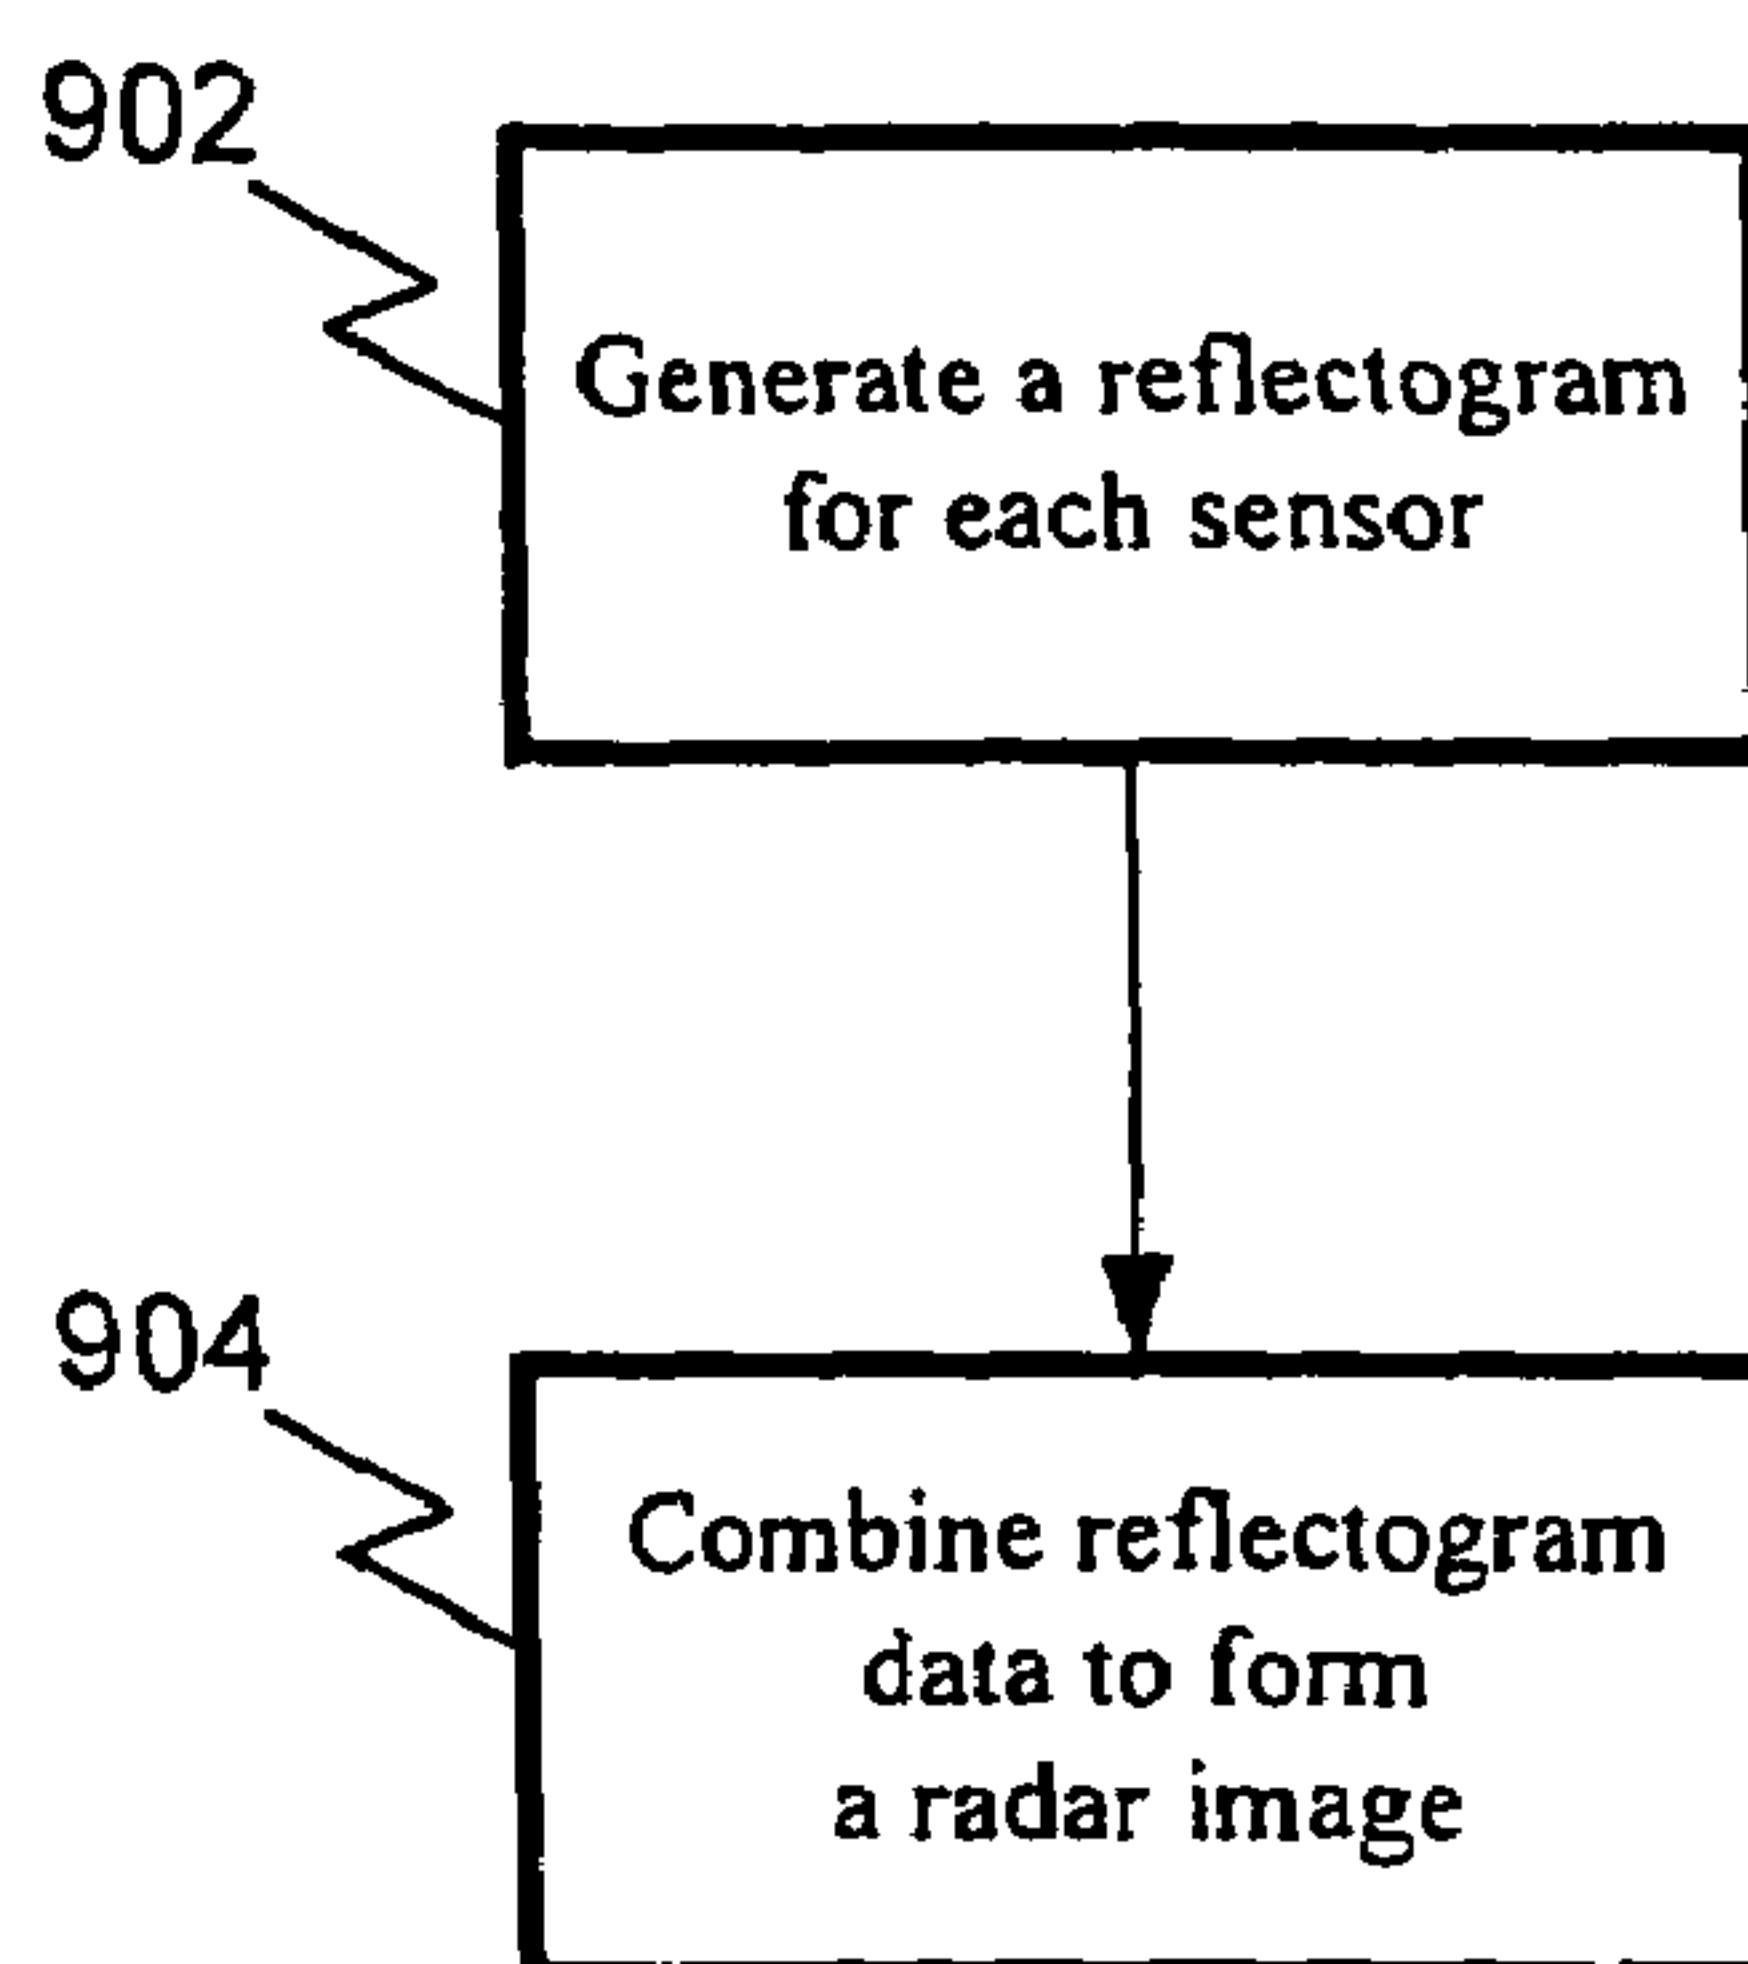 902
Generate a reflectogram
for each sensor
904
Combine reflectogram
data to form
a radar image